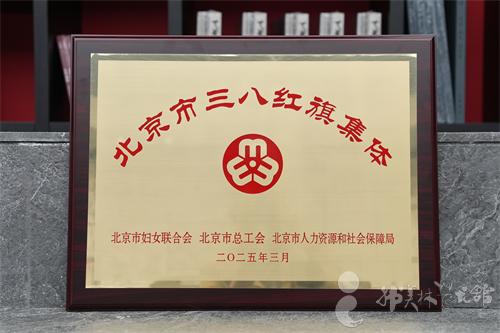 北京市三八红旗集体
北京市妇女联合会 北京市总工会 北京市人力资源和社会保障局
二〇二五年三月